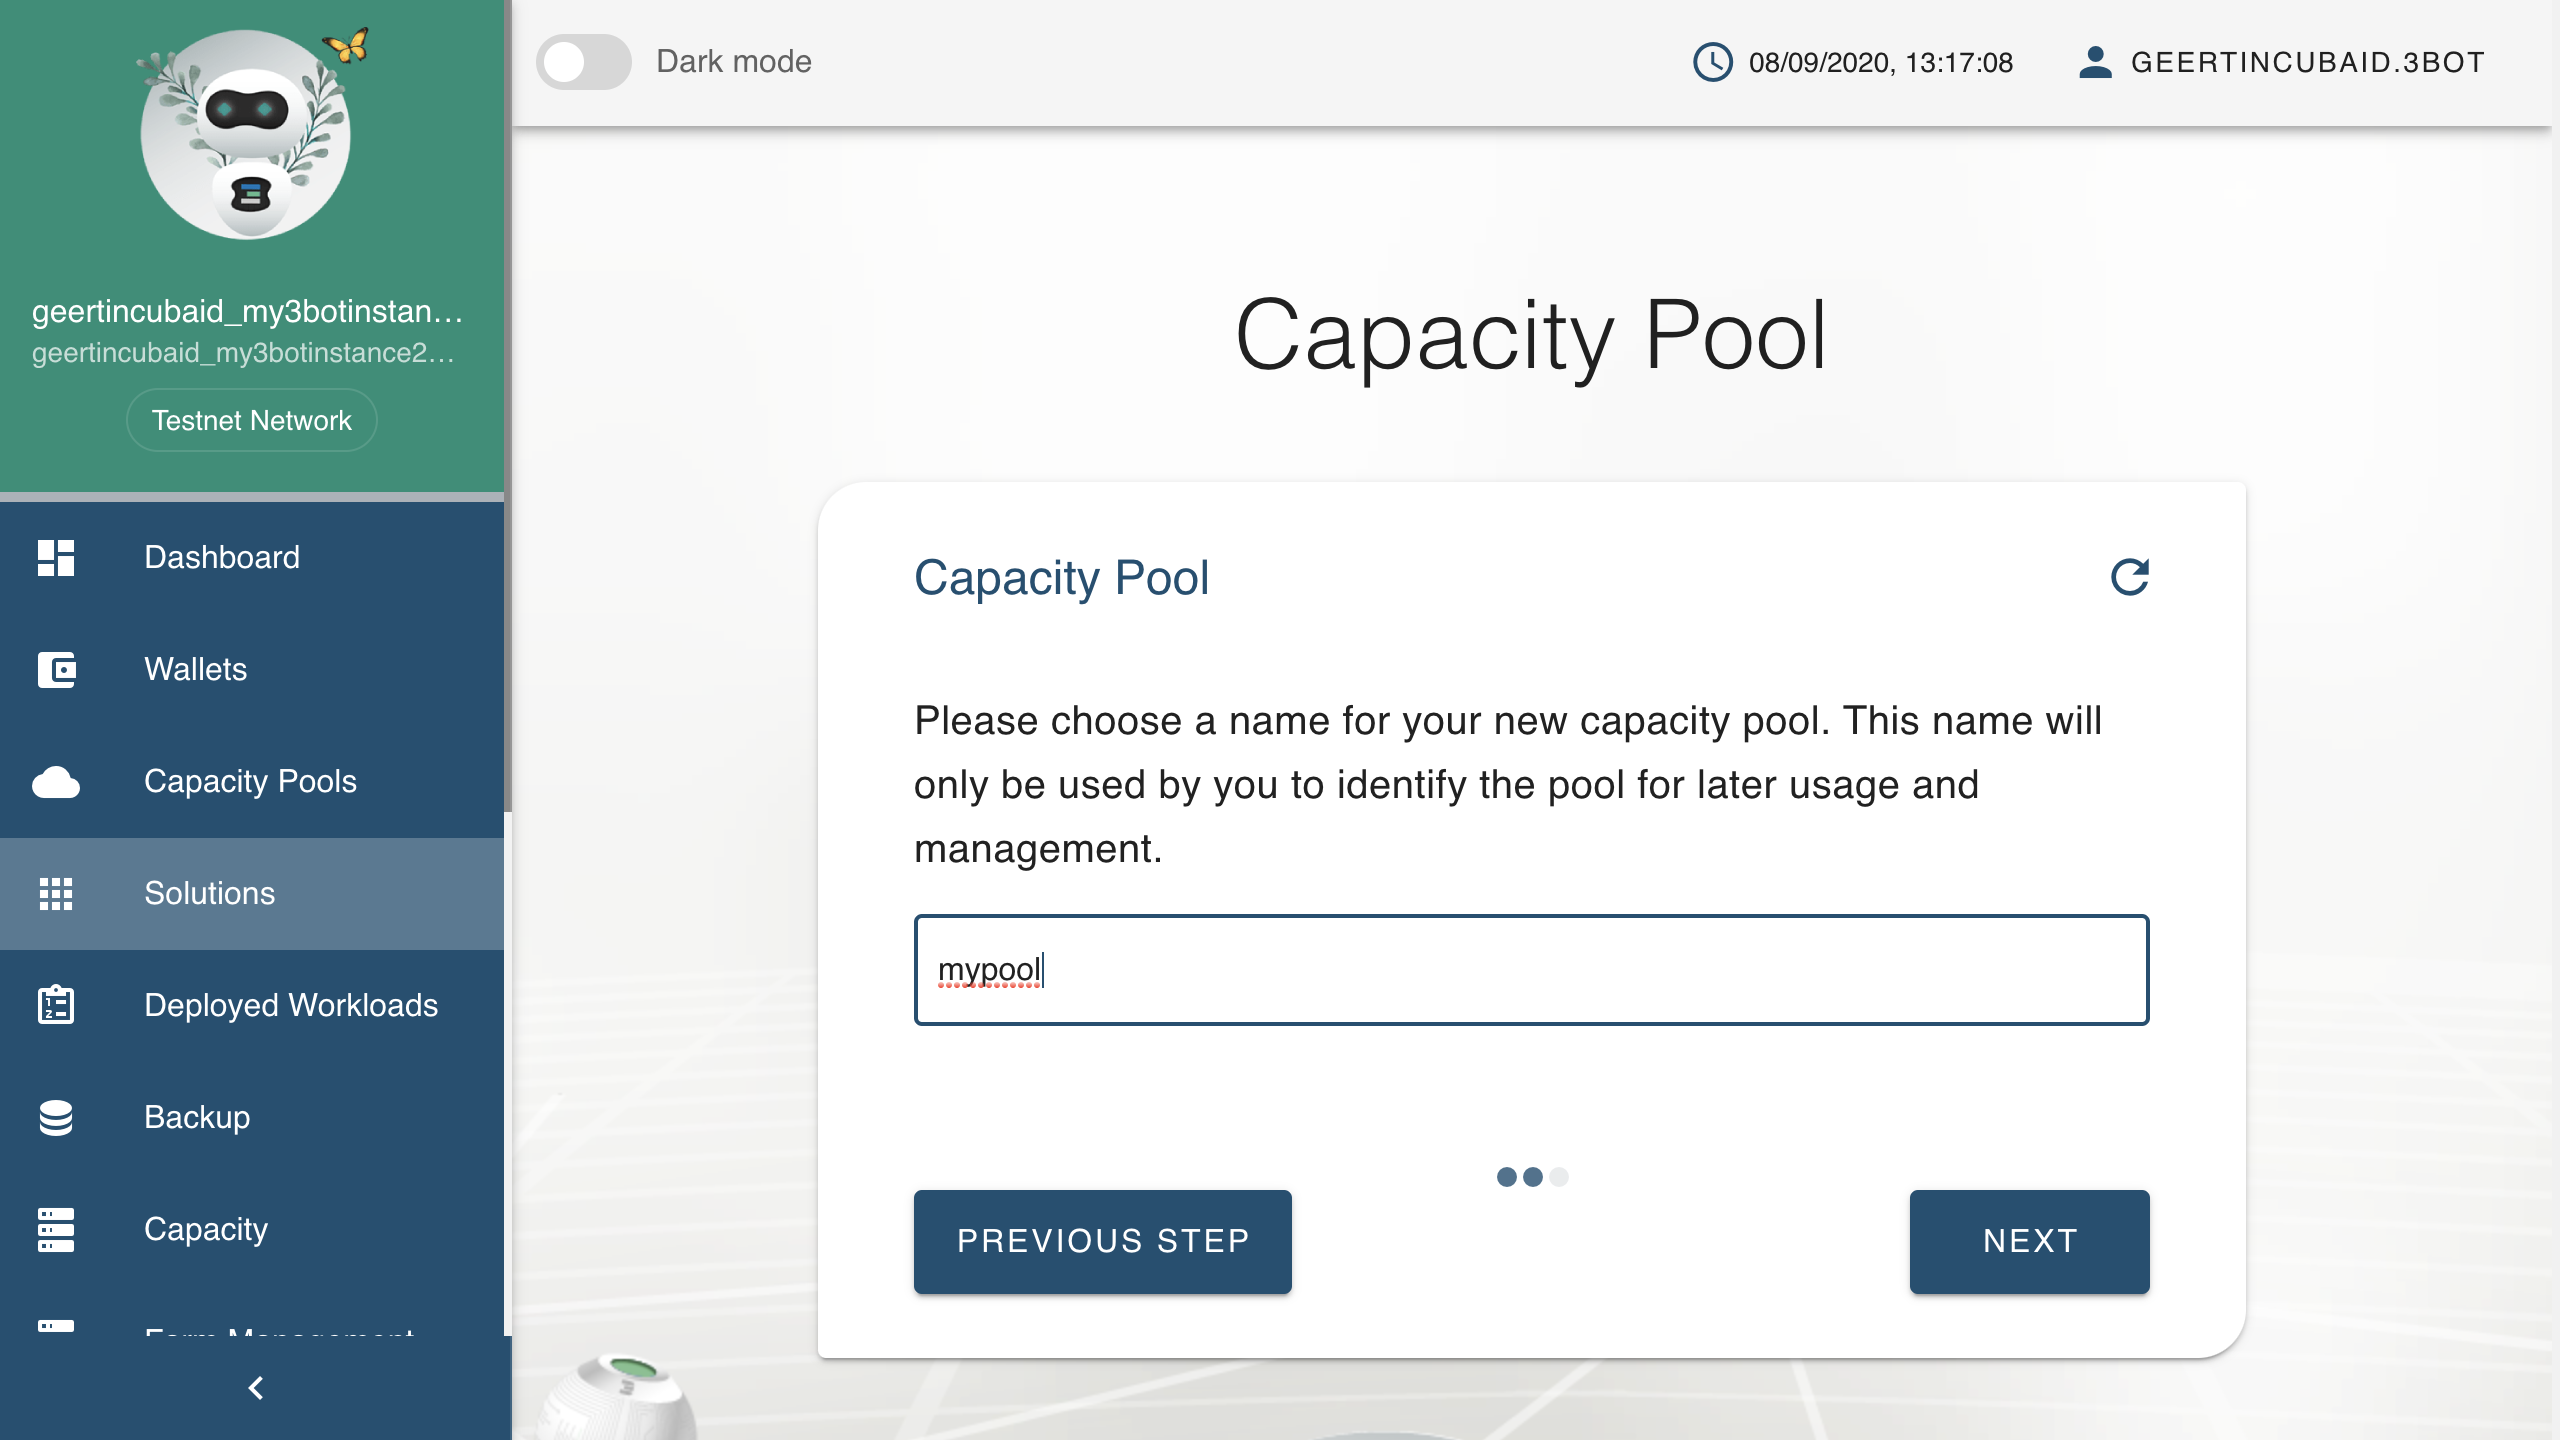 geertincubaid_my3botinstan…
geertincubaid_my3botinstance2…
Testnet Network
Dashboard
Wallets
Capacity Pools
Solutions
Deployed Workloads
Backup
Capacity
Farm Management
Dark mode
08/09/2020, 13:17:08
GEERTINCUBAID.3BOT
Capacity Pool
Capacity Pool
Please choose a name for your new capacity pool. This name will
only be used by you to identify the pool for later usage and
management.
mypool
PREVIOUS STEP
NEXT